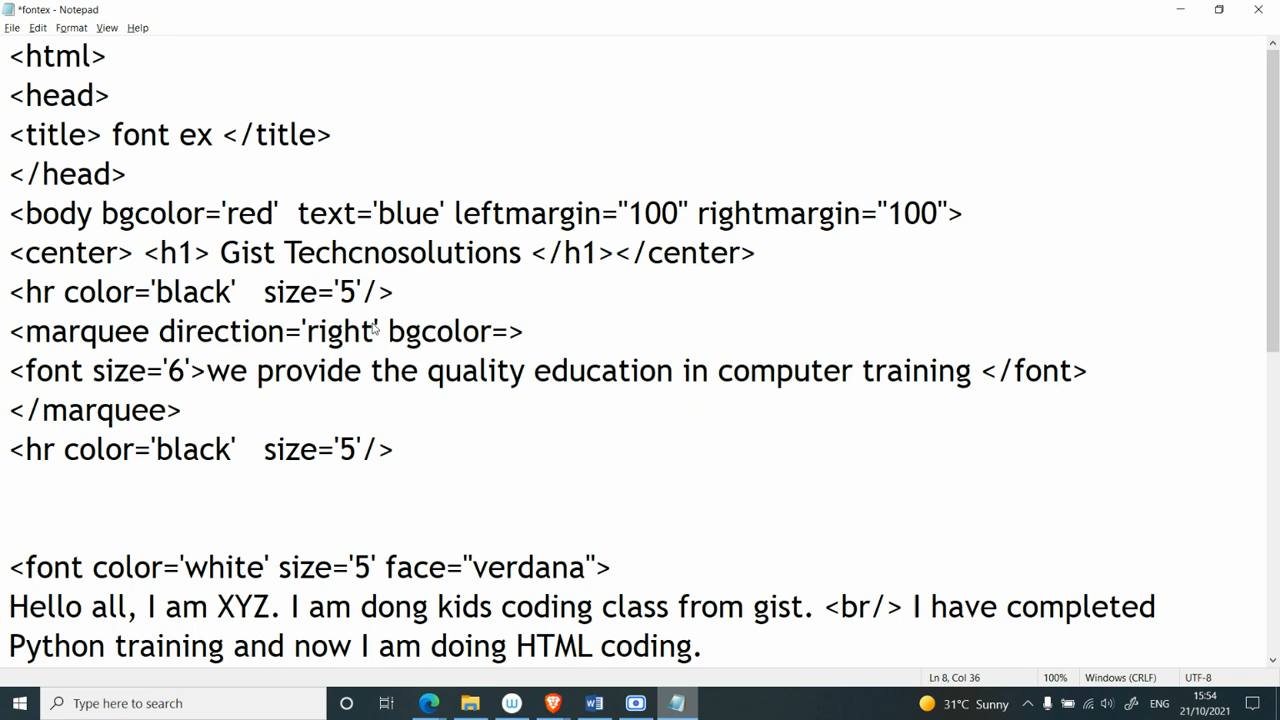 *fontex - Notepad
File Edit Format View Help
<html>
<head>
<title> font ex </title>
</head>
<body bgcolor='red'  text='blue' leftmargin="100" rightmargin="100">
<center> <h1> Gist Techcnosolutions </h1></center>
<hr color='black'   size='5'/>
<marquee direction='right' bgcolor=>
<font size='6'>we provide the quality education in computer training </font>
</marquee>
<hr color='black'   size='5'/>
<font color='white' size='5' face="verdana">
Hello all, I am XYZ. I am dong kids coding class from gist. <br/> I have completed
Python training and now I am doing HTML coding.
Ln 8, Col 36 100% Windows (CRLF) UTF-8
Type here to search
31°C Sunny
ENG
15:54
21/10/2021